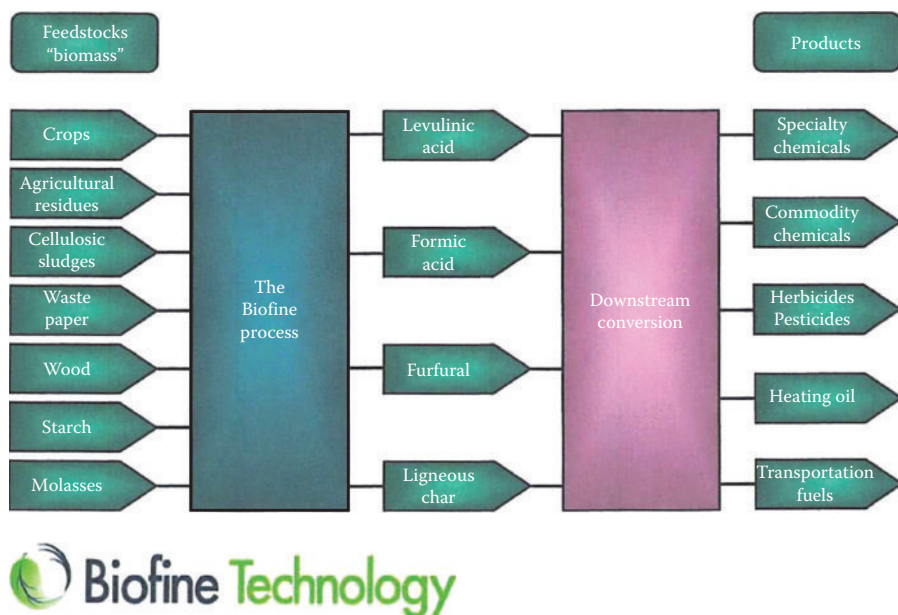 Feedstocks
“biomass”
Products
Crops
Agricultural
residues
Cellulosic
sludges
Waste
paper
Wood
Starch
Molasses
The
Biofine
process
Levulinic
acid
Formic
acid
Furfural
Ligneous
char
Downstream
conversion
Specialty
chemicals
Commodity
chemicals
Herbicides
Pesticides
Heating oil
Transportation
fuels
Biofine Technology